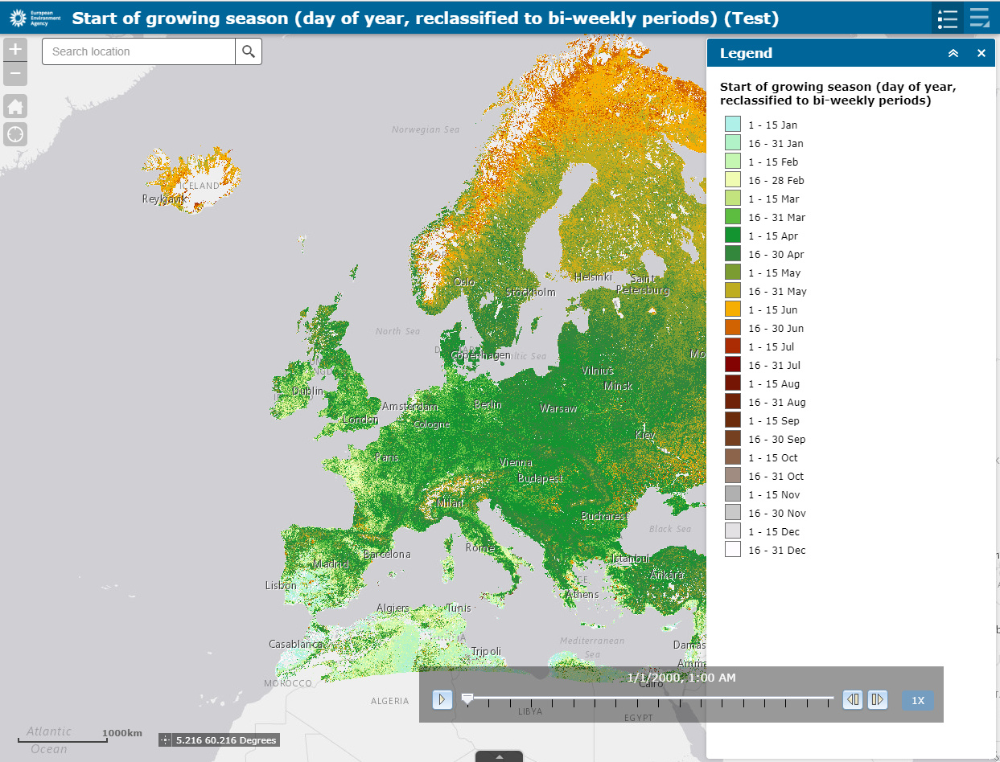 European
Environment
Agency
Start of growing season (day of year, reclassified to bi-weekly periods) (Test)
Search location
Legend
Start of growing season (day of year,
reclassified to bi-weekly periods)
1 - 15 Jan
16 - 31 Jan
1 - 15 Feb
16 - 28 Feb
1 - 15 Mar
16 - 31 Mar
1 - 15 Apr
16 - 30 Apr
1 - 15 May
16 - 31 May
1 - 15 Jun
16 - 30 Jun
1 - 15 Jul
16 - 31 Jul
1 - 15 Aug
16 - 31 Aug
1 - 15 Sep
16 - 30 Sep
1 - 15 Oct
16 - 31 Oct
1 - 15 Nov
16 - 30 Nov
1 - 15 Dec
16 - 31 Dec
Norwegian Sea
ICELAND
Reykjavik
Helsinki
Oslo
Saint
Petersburg
Stockholm
North Sea
Copenhagen
Vilnius
Minsk
Dublin
Amsterdam
Berlin
Warsaw
London
Cologne
Kiev
Paris
Vienna
Budapest
Milan
Bucharest
Black Sea
Rome
Barcelona
Madrid
Istanbul
Ankara
Lisbon
Athens
Algiers
Tunis
Casablanca
Mediterranean
Sea
Tripoli
Damas
Amma
MOROCCO
Cairo
ALGERIA
LIBYA
EGYPT
1/1/2000, 1:00 AM
1X
Atlantic
Ocean
1000km
5.216 60.216 Degrees